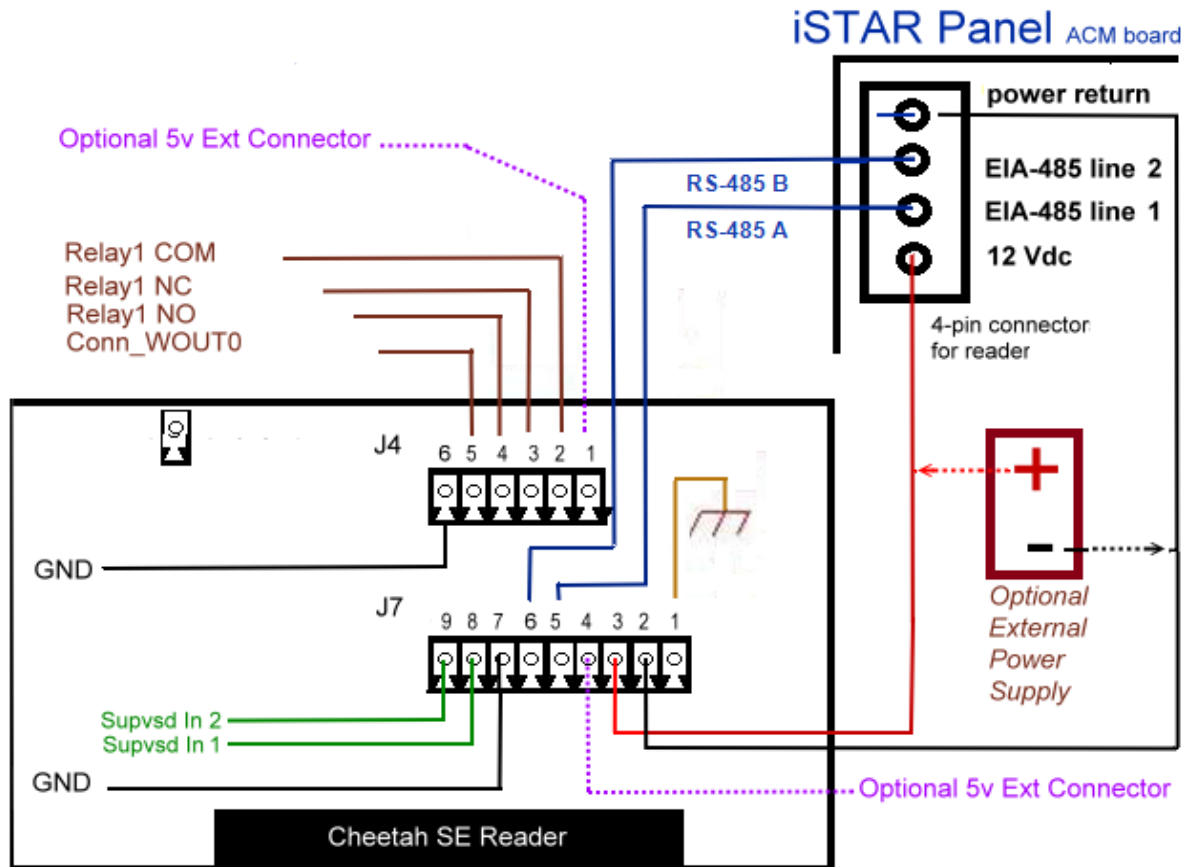 iSTAR Panel ACM board
power return
Optional 5v Ext Connector
RS-485 B
EIA-485 line 2
EIA-485 line 1
RS-485 A
Relay1 COM
12 Vdc
Relay1 NC
Relay1 NO
Conn_WOUT0
4-pin connector
for reader
J4
6 5 4 3 2 1
+
-
GND
Optional
External
Power
Supply
J7
9 8 7 6 5 4 3 2 1
Supvsd In 2
Supvsd In 1
GND
Optional 5v Ext Connector
Cheetah SE Reader